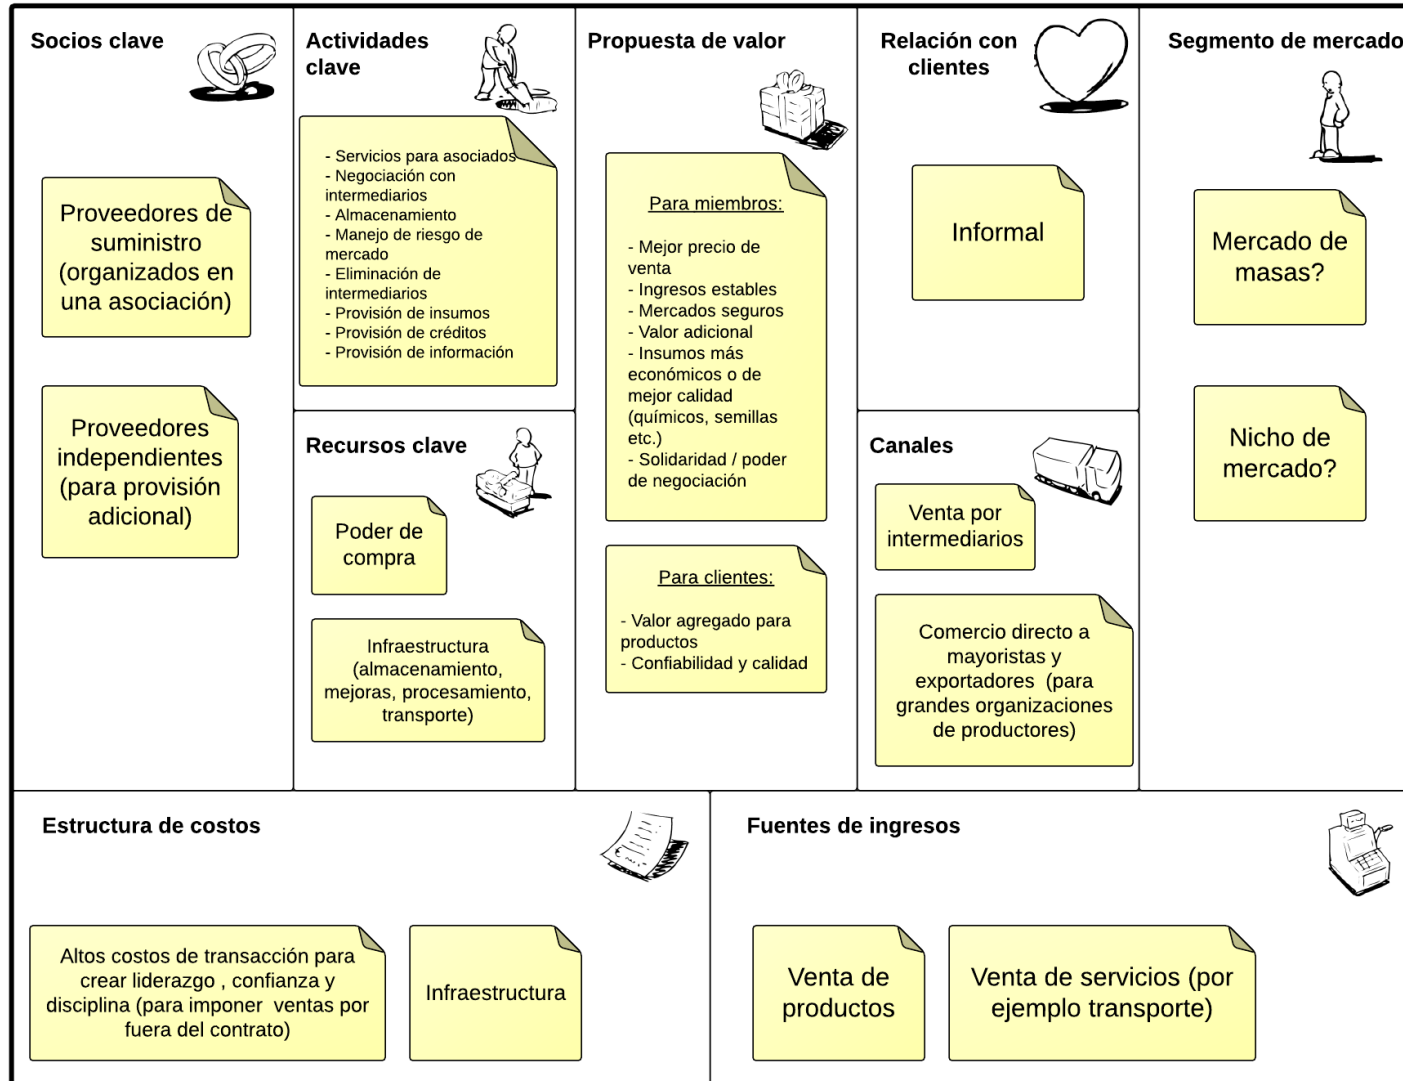 Socios clave
Proveedores de
suministro
(organizados en
una asociación)
Proveedores
independientes
(para provisión
adicional)
Actividades
clave
- Servicios para asociados
- Negociación con
intermediarios
- Almacenamiento
- Manejo de riesgo de
mercado
- Eliminación de
intermediarios
- Provisión de insumos
- Provisión de créditos
- Provisión de información
Recursos clave
Poder de
compra
Infraestructura
(almacenamiento,
mejoras, procesamiento,
transporte)
Propuesta de valor
Para miembros:
- Mejor precio de
venta
- Ingresos estables
- Mercados seguros
- Valor adicional
- Insumos más
económicos o de
mejor calidad
(químicos, semillas
etc.)
- Solidaridad / poder
de negociación
Para clientes:
- Valor agregado para
productos
- Confiabilidad y calidad
Relación con
clientes
Informal
Canales
Venta por
intermediarios
Comercio directo a
mayoristas y
exportadores (para
grandes organizaciones
de productores)
Segmento de mercado
Mercado de
masas?
Nicho de
mercado?
Estructura de costos
Altos costos de transacción para
crear liderazgo , confianza y
disciplina (para imponer ventas por
fuera del contrato)
Infraestructura
Fuentes de ingresos
Venta de
productos
Venta de servicios (por
ejemplo transporte)